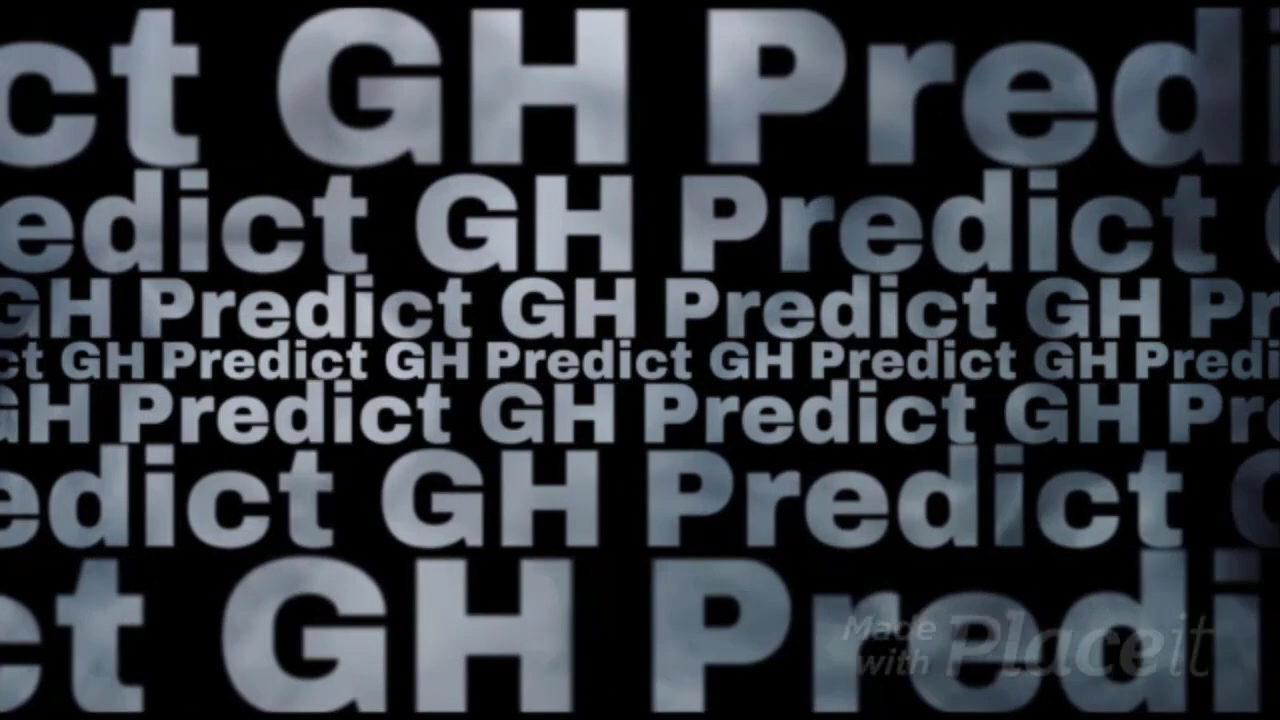 ct GH Predi
edict GH Predict
GH Predict GH Predict GH Pr
ct GH Predict GH Predict GH Predict GH Predi
GH Predict GH Predict GH Pre
edict GH Predict G
ct GH Predi
Made
with Placeit